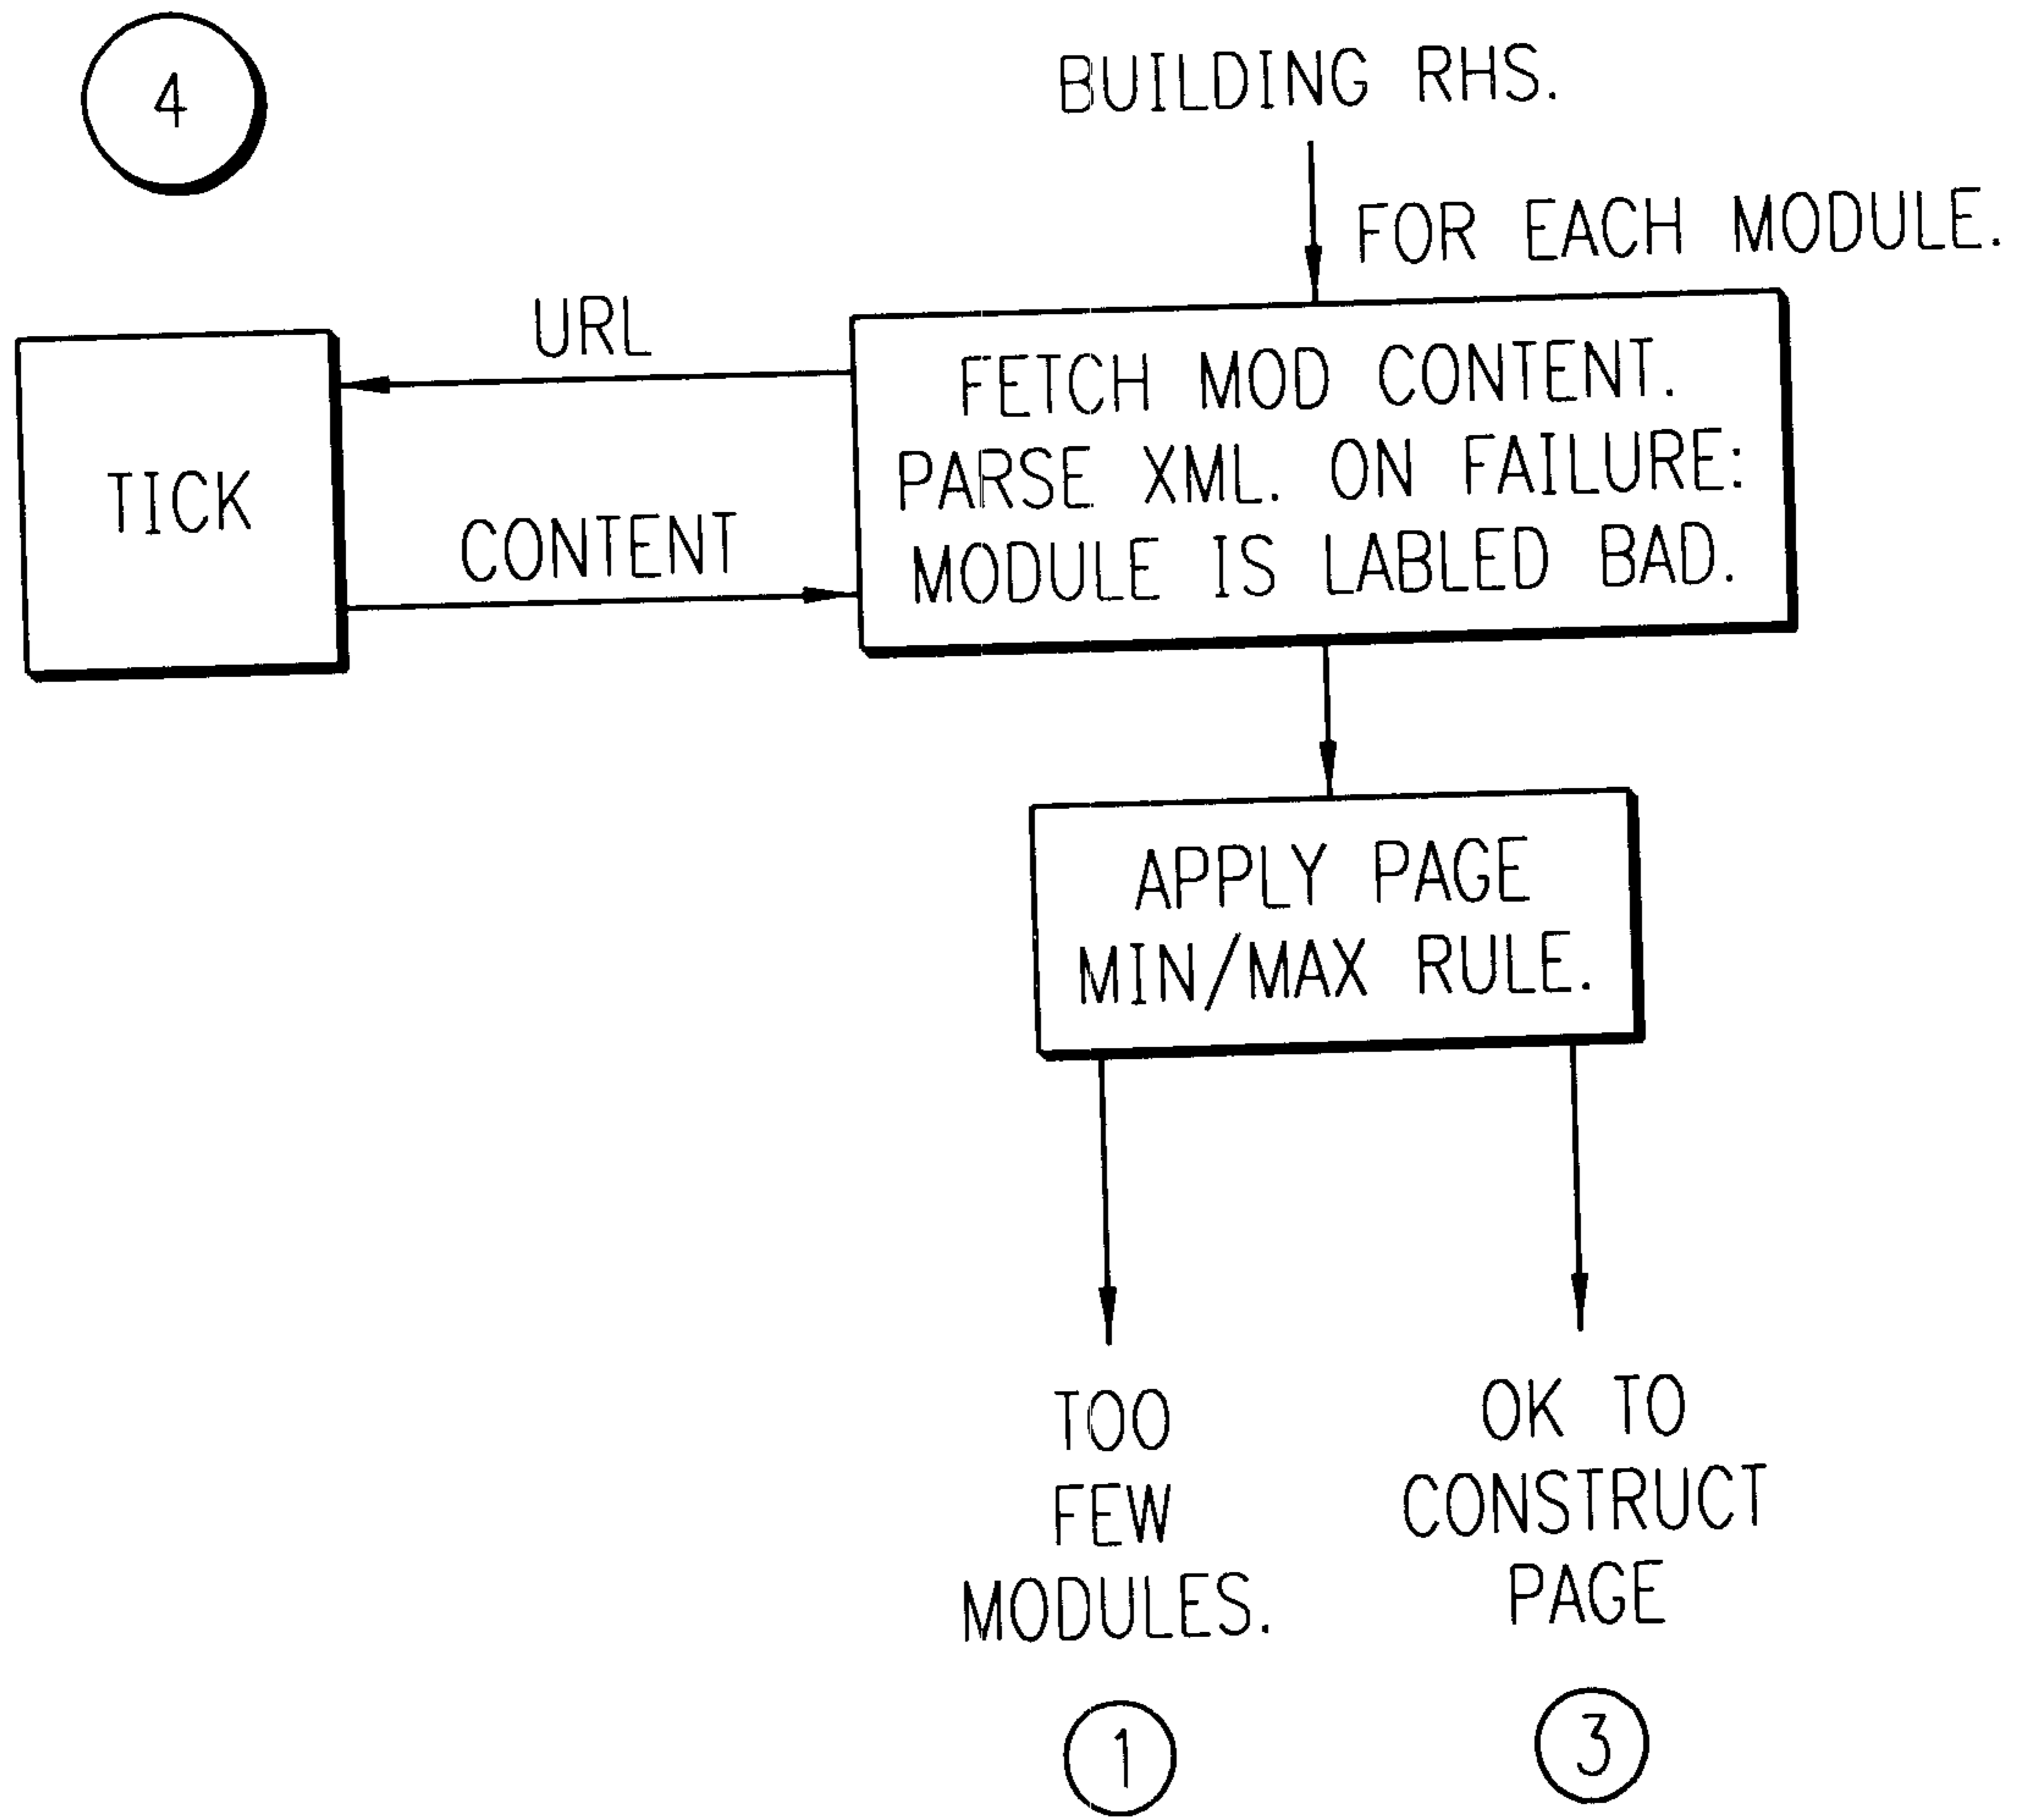 4
BUILDING RHS.
FOR EACH MODULE.
URL
FETCH MOD CONTENT.
PARSE XML. ON FAILURE:
MODULE IS LABLED BAD.
TICK
CONTENT
APPLY PAGE
MIN/MAX RULE.
TOO
FEW
MODULES.
OK TO
CONSTRUCT
PAGE
1
3